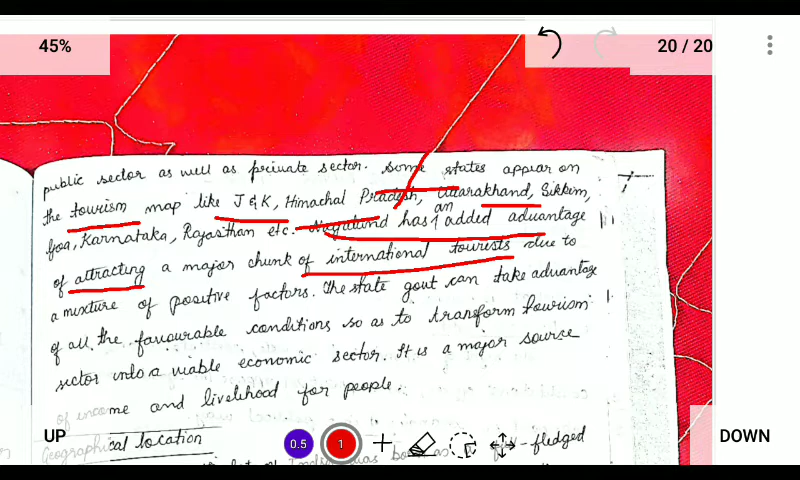 45%
20 / 20
public sector as well as private sector. Some states appear on
the tourism map like J & K, Himachal Pradesh, Uttarakhand, Sikkim,
Goa, Karnataka, Rajasthan etc. Nagaland has an added advantage
of attracting a major chunk of international tourists due to
a mixture of positive factors. The state govt can take advantage
of all the favourable conditions so as to transform tourism
sector into a viable economic sector. It is a major source
of income and livelihood for people.
UP
0.5
1
DOWN
Geographical location
fledged